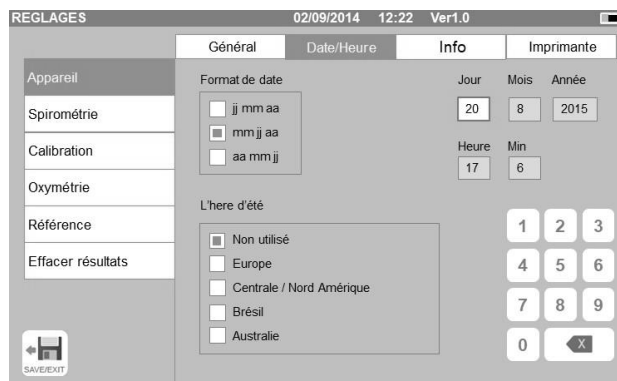 REGLAGES 02/09/2014 12:22 Ver1.0
Général Date/Heure Info Imprimante
Appareil
Spirométrie
Calibration
Oxymétrie
Référence
Effacer résultats
SAVE/EXIT
Format de date
jj mm aa
mm jj aa
aa mm jj
L'here d'été
Non utilisé
Europe
Centrale / Nord Amérique
Brésil
Australie
Jour Mois Année
20 8 2015
Heure Min
17 6
1 2 3
4 5 6
7 8 9
0 X